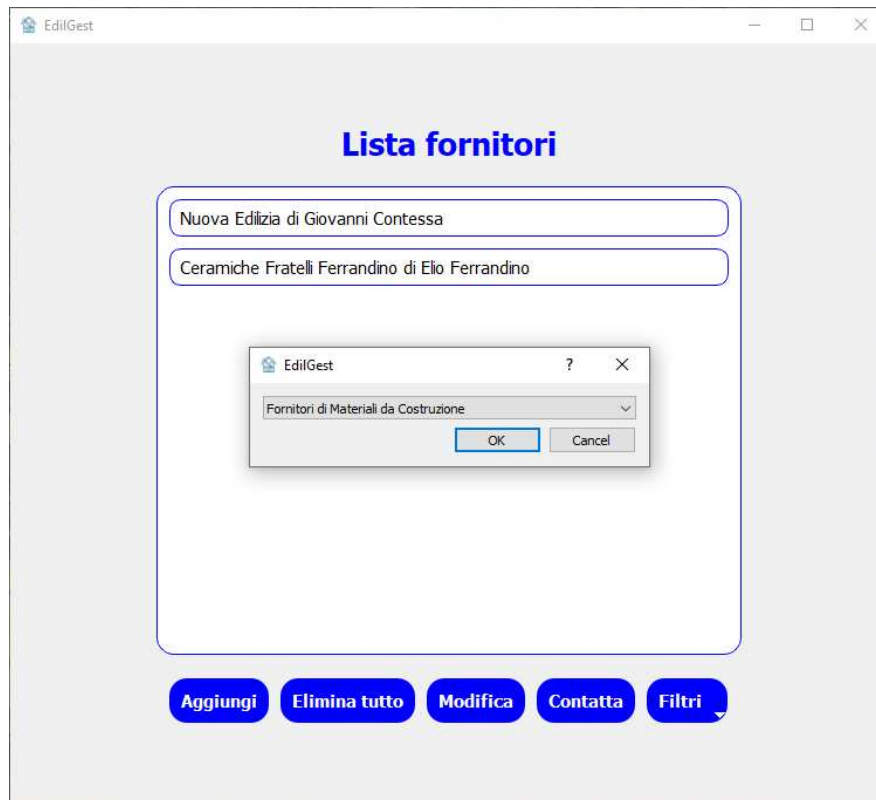 EdilGest
Lista fornitori
Nuova Edilizia di Giovanni Contessa
Ceramiche Fratelli Ferrandino di Elio Ferrandino
EdilGest ?
Fornitori di Materiali da Costruzione
OK Cancel
Aggiungi Elimina tutto Modifica Contatta Filtri